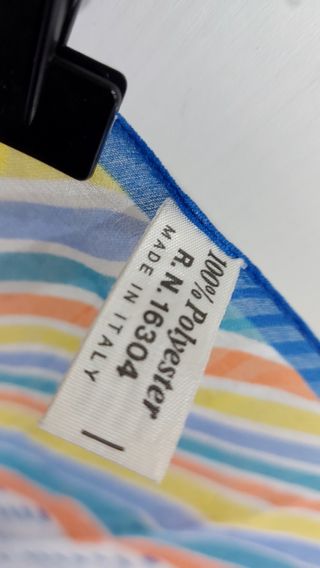 100% Polyester
R.N 16304
MADE IN ITALY